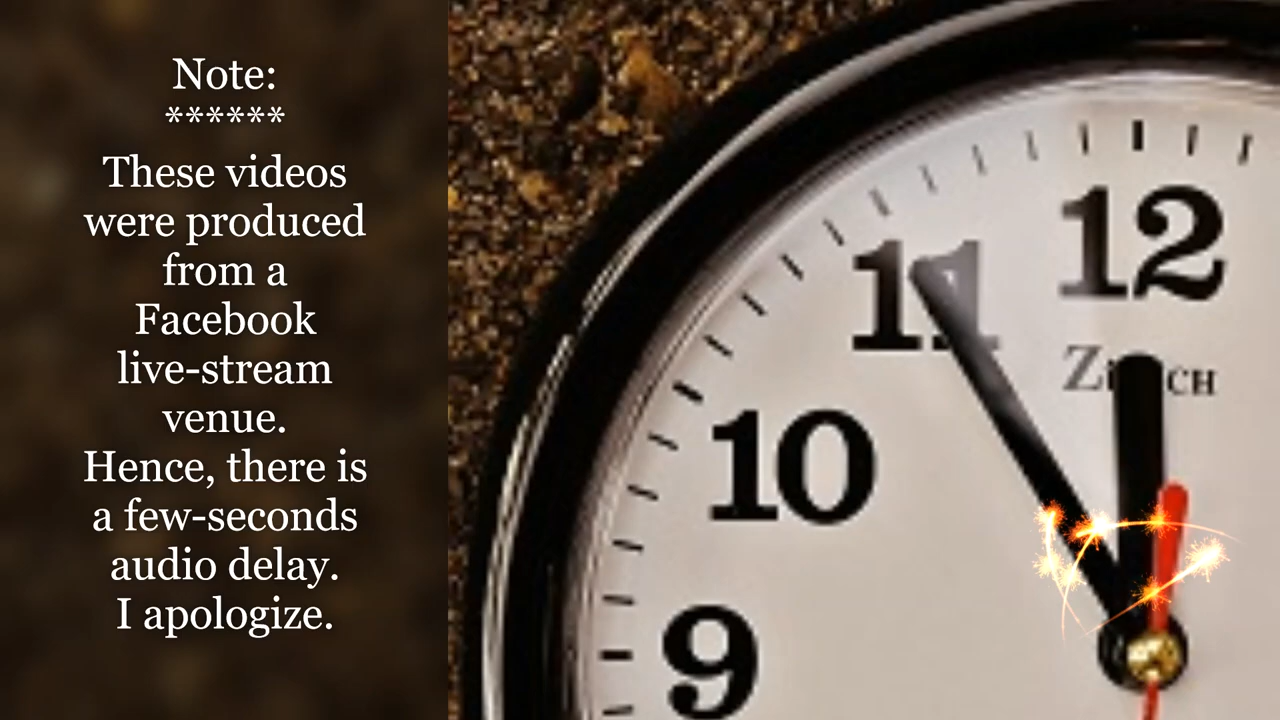 Note:
******
These videos
were produced
from a
Facebook
live-stream
venue.
Hence, there is
a few-seconds
audio delay.
I apologize.
12
11
10
9